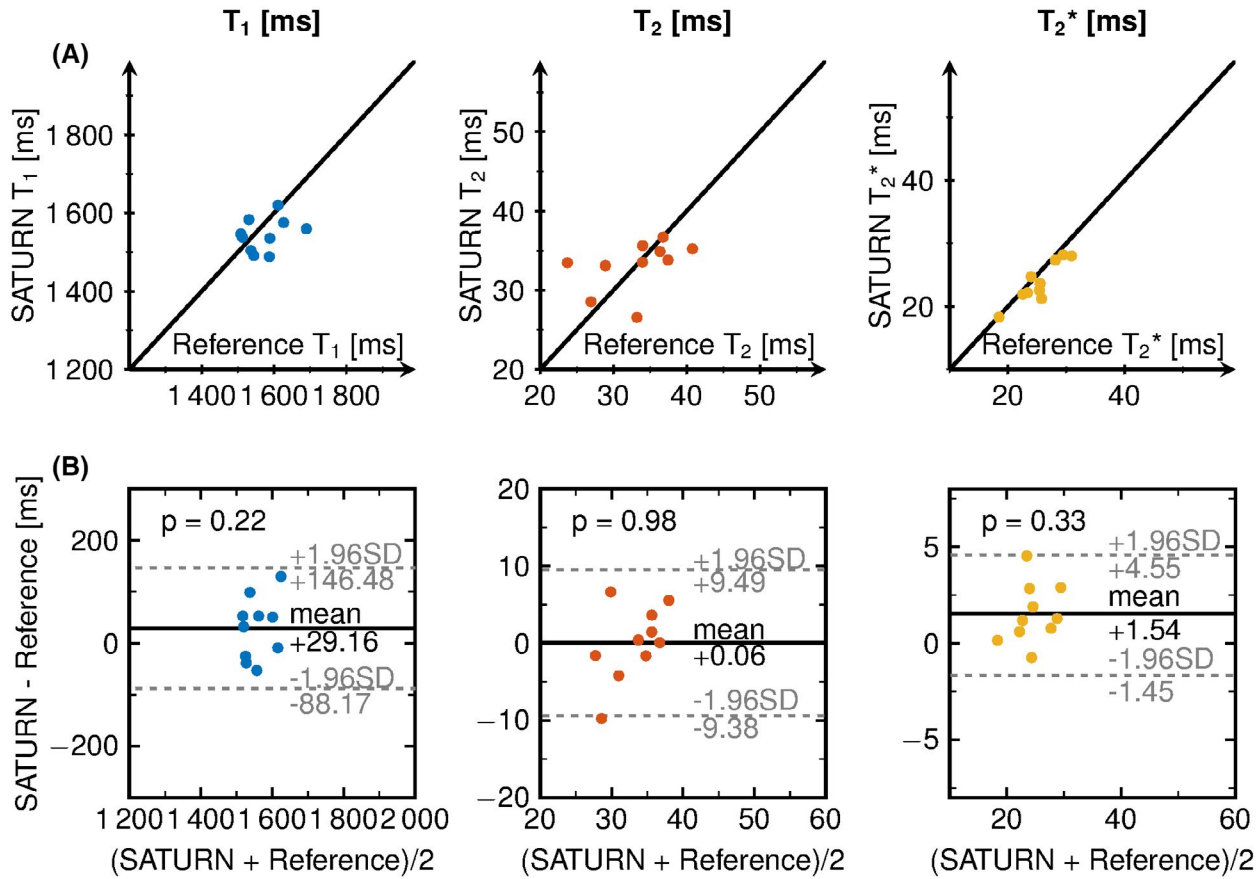 T₁ [ms]
T₂ [ms]
T₂* [ms]
(A)
SATURN T₁ [ms]
1 800
1 600
1 400
1 200
Reference T₁ [ms]
1 400 1 600 1 800
SATURN T₂ [ms]
50
40
30
20
Reference T₂ [ms]
20 30 40 50
SATURN T₂* [ms]
40
20
Reference T₂* [ms]
20 40
(B)
SATURN - Reference [ms]
200
0
−200
p = 0.22
+1.96SD
+146.48
mean
+29.16
-1.96SD
-88.17
1 200 1 400 1 600 1 800 2 000
(SATURN + Reference)/2
20
10
0
−10
−20
p = 0.98
+1.96SD
+9.49
mean
+0.06
-1.96SD
-9.38
20 30 40 50 60
(SATURN + Reference)/2
5
0
−5
p = 0.33
+1.96SD
+4.55
mean
+1.54
-1.96SD
-1.45
20 40 60
(SATURN + Reference)/2